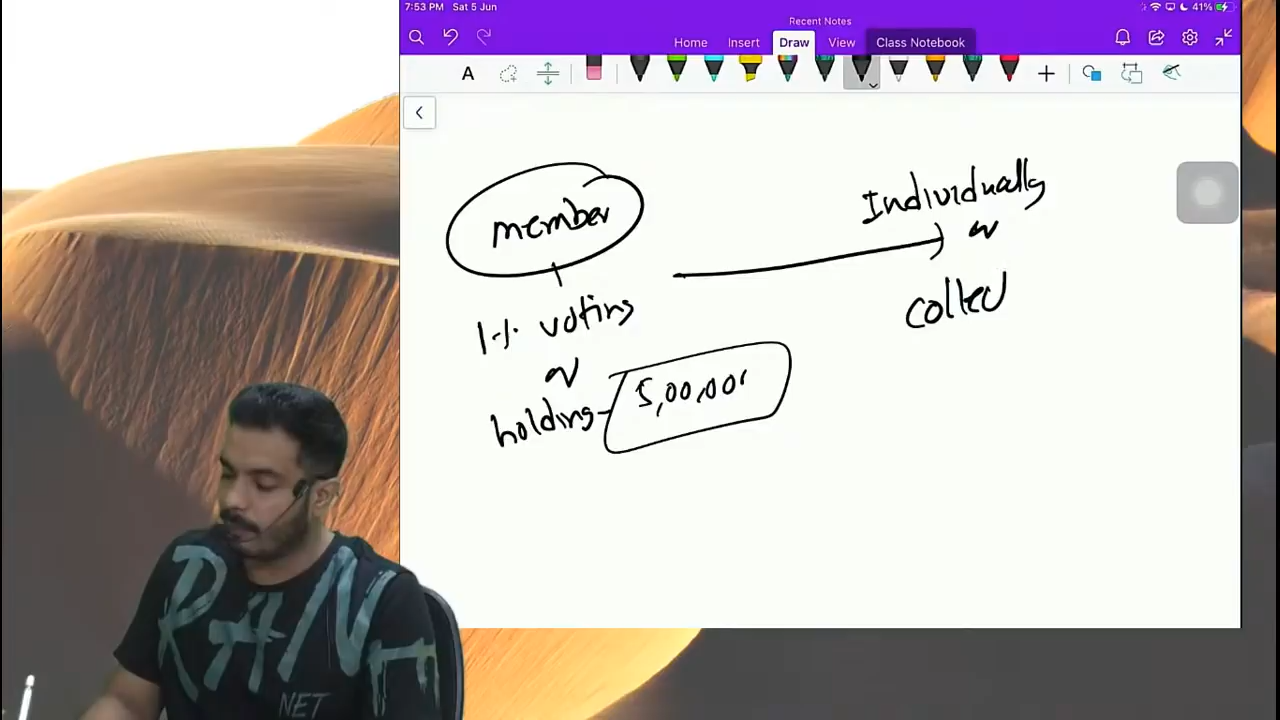 7:53 PM Sat 5 Jun
41%
Recent Notes
Home Insert Draw View Class Notebook
A
member
Individually
or
collect
1% voting
or
holding - 5,00,000
NET